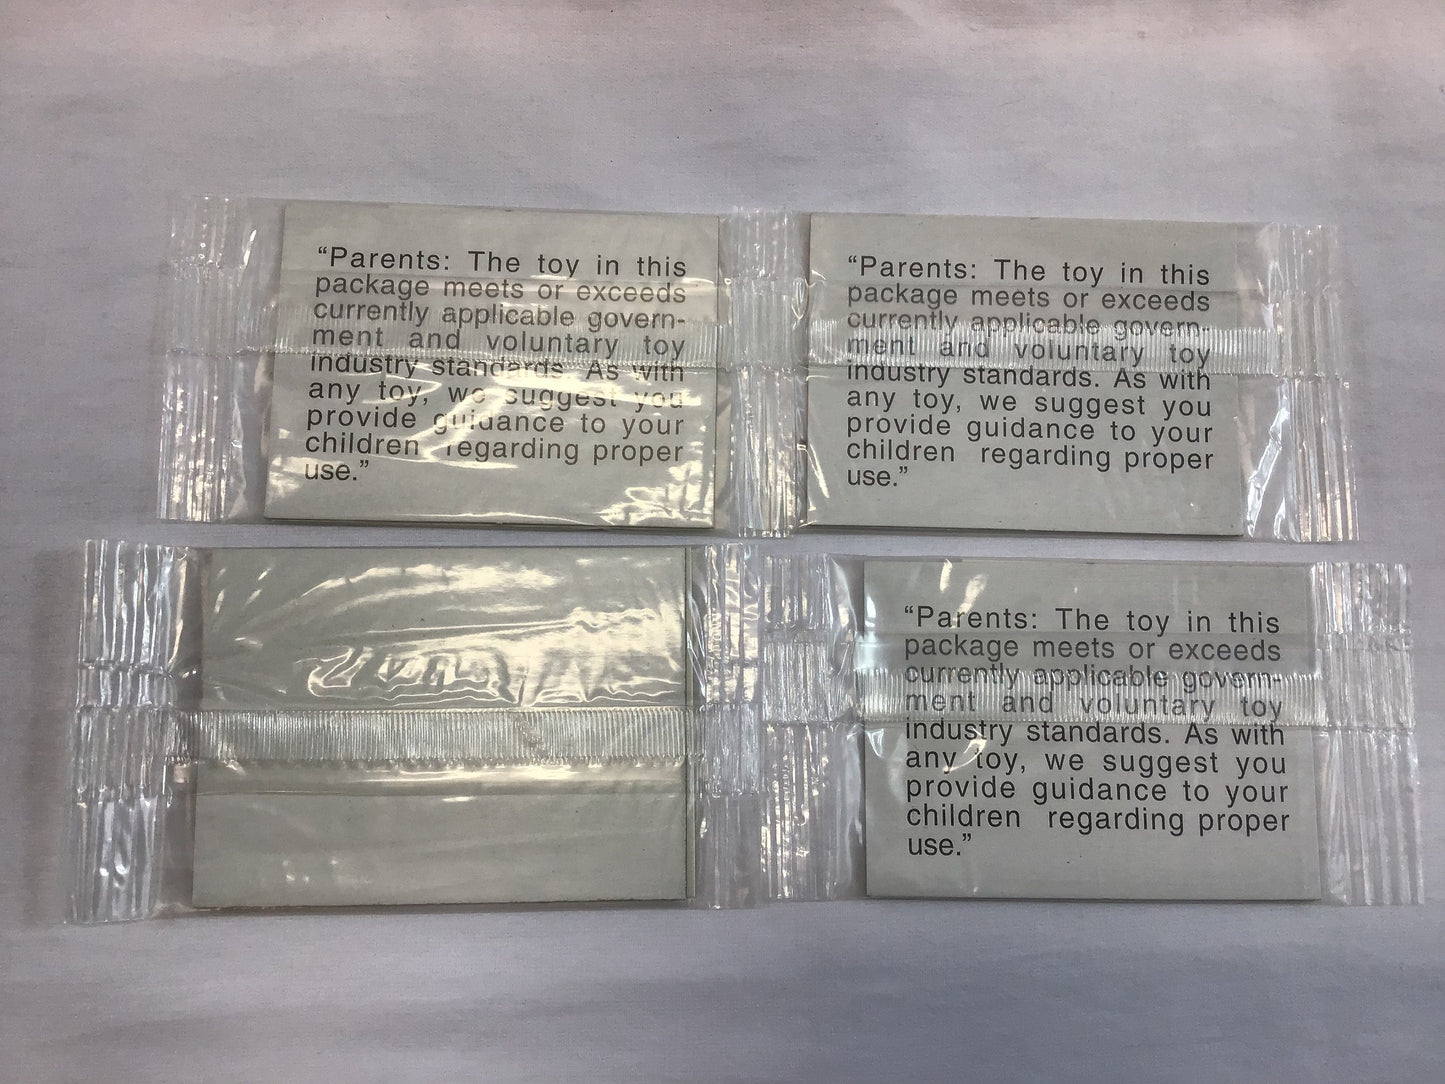 “Parents: The toy in this
package meets or exceeds
currently applicable govern-
ment and voluntary toy
industry standards. As with
any toy, we suggest you
provide guidance to your
children regarding proper
use.”
“Parents: The toy in this
package meets or exceeds
currently applicable govern-
ment and voluntary toy
industry standards. As with
any toy, we suggest you
provide guidance to your
children regarding proper
use.”
“Parents: The toy in this
package meets or exceeds
currently applicable govern-
ment and voluntary toy
industry standards. As with
any toy, we suggest you
provide guidance to your
children regarding proper
use.”